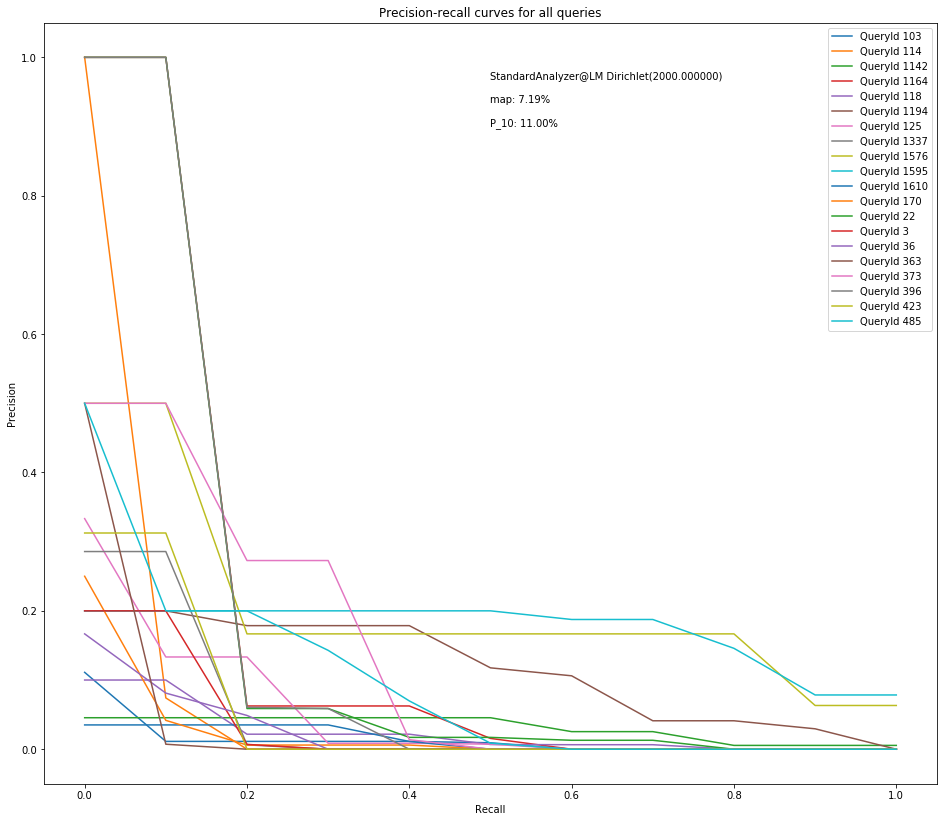 Precision-recall curves for all queries
StandardAnalyzer@LM Dirichlet(2000.000000)
map: 7.19%
P_10: 11.00%
QueryId 103
QueryId 114
QueryId 1142
QueryId 1164
QueryId 118
QueryId 1194
QueryId 125
QueryId 1337
QueryId 1576
QueryId 1595
QueryId 1610
QueryId 170
QueryId 22
QueryId 3
QueryId 36
QueryId 363
QueryId 373
QueryId 396
QueryId 423
QueryId 485
Precision
1.0
0.8
0.6
0.4
0.2
0.0
0.0 0.2 0.4 0.6 0.8 1.0
Recall